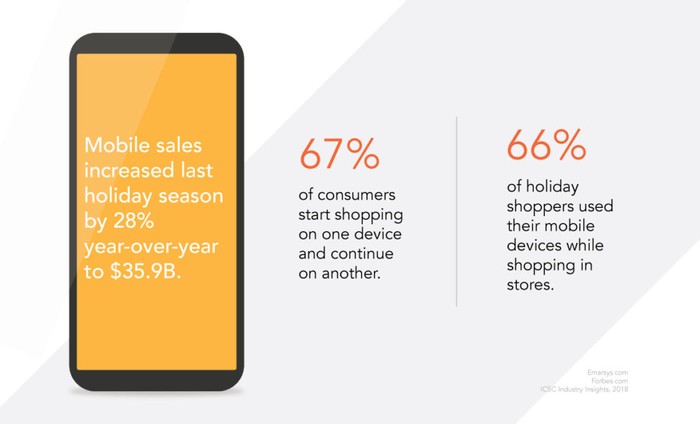 Mobile sales
increased last
holiday season
by 28%
year-over-year
to $35.9B.
67%
of consumers
start shopping
on one device
and continue
on another.
66%
of holiday
shoppers used
their mobile
devices while
shopping in
stores.
Emarsys.com
Forbes.com
ICSC Industry Insights, 2018